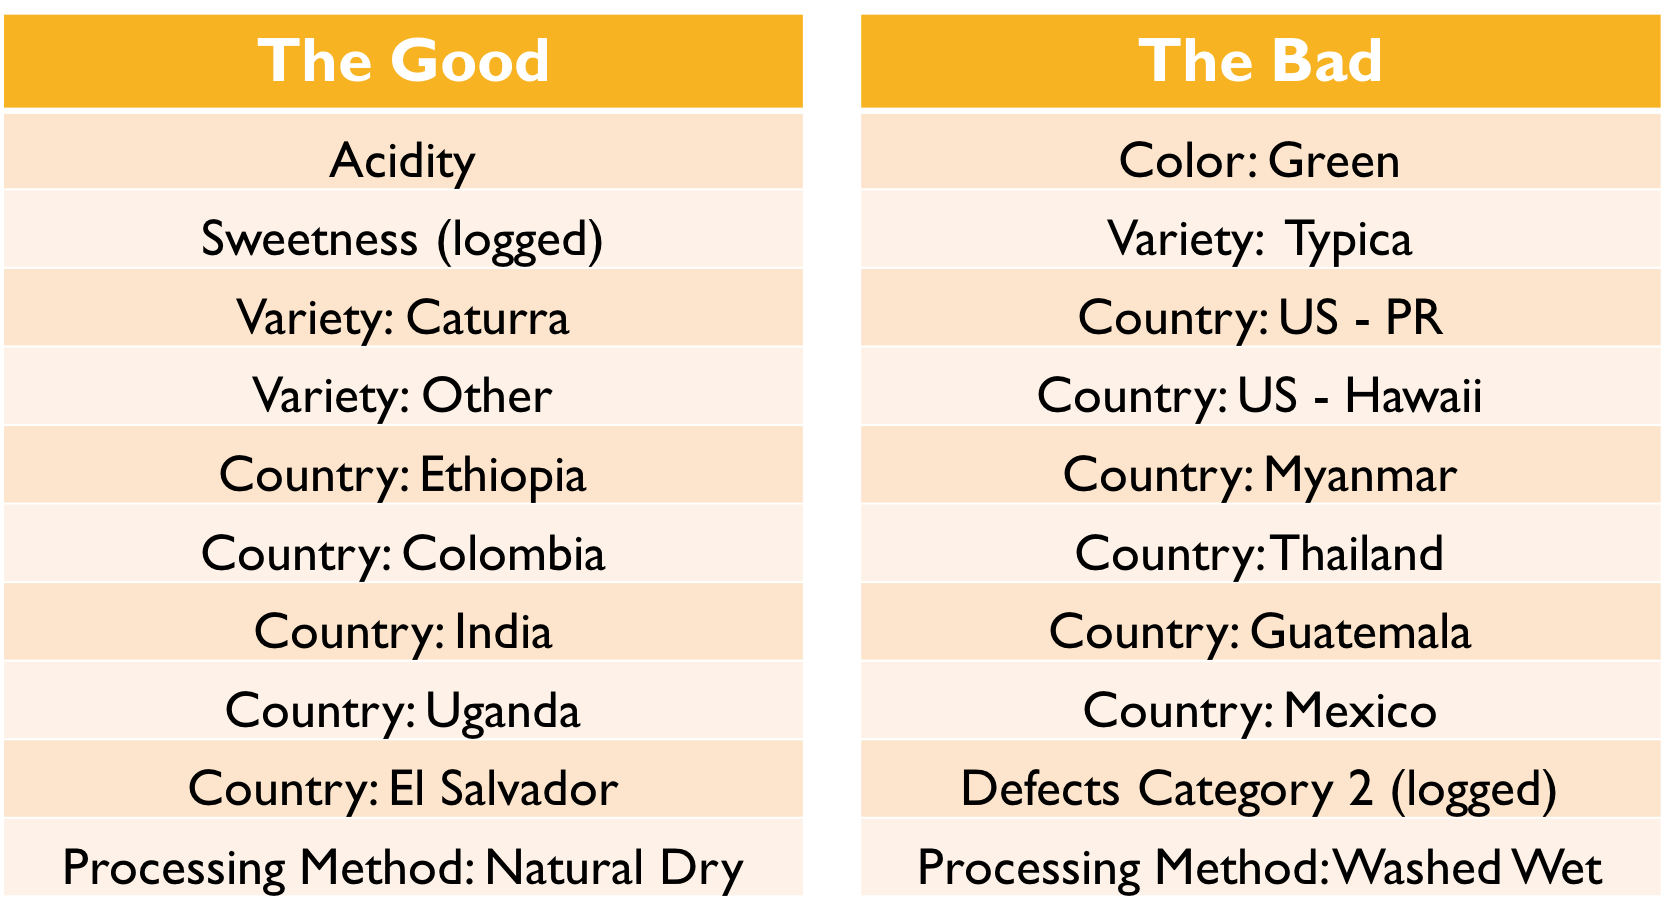 The Good
Acidity
Sweetness (logged)
Variety: Caturra
Variety: Other
Country: Ethiopia
Country: Colombia
Country: India
Country: Uganda
Country: El Salvador
Processing Method: Natural Dry
The Bad
Color: Green
Variety: Typica
Country: US - PR
Country: US - Hawaii
Country: Myanmar
Country: Thailand
Country: Guatemala
Country: Mexico
Defects Category 2 (logged)
Processing Method: Washed Wet